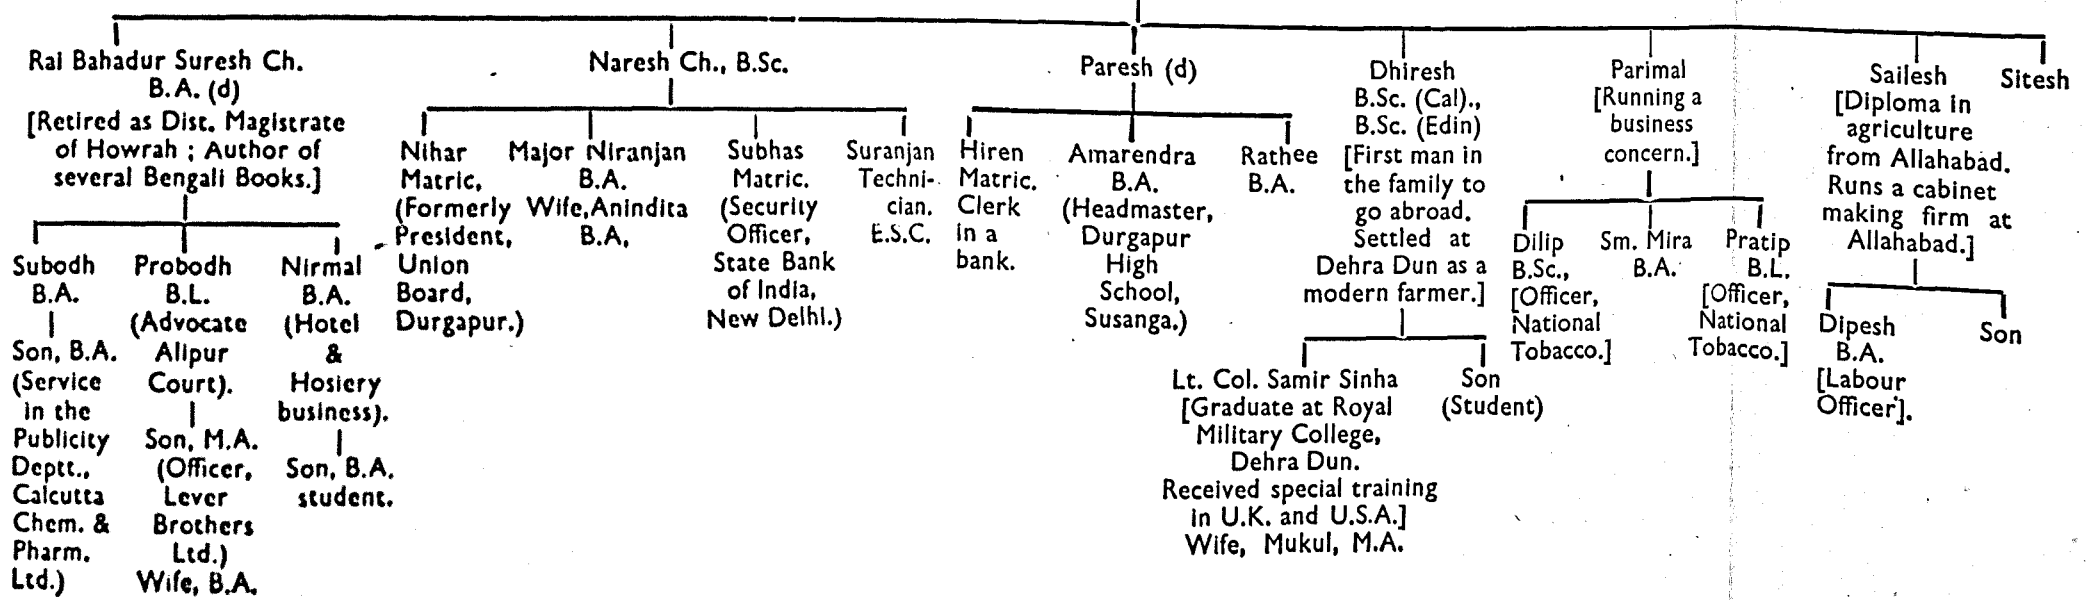 Rai Bahadur Suresh Ch.
B.A. (d)
[Retired as Dist. Magistrate
of Howrah ; Author of
several Bengali Books.]
Subodh
B.A.
Son, B.A.
(Service
in the
Publicity
Deptt.,
Calcutta
Chem. &
Pharm.
Ltd.)
Probodh
B.L.
(Advocate
Alipur
Court).
Son, M.A.
(Officer,
Lever
Brothers
Ltd.)
Wife, B.A.
Nirmal
B.A.
(Hotel
&
Hosiery
business).
Son, B.A.
student.
Naresh Ch., B.Sc.
Nihar
Matric,
(Formerly
President,
Union
Board,
Durgapur.)
Major Niranjan
B.A.
Wife,Anindita
B.A,
Subhas
Matric.
(Security
Officer,
State Bank
of India,
New Delhi.)
Suranjan
Techni-
cian.
E.S.C.
Paresh (d)
Hiren
Matric.
Clerk
in a
bank.
Amarendra
B.A.
(Headmaster,
Durgapur
High
School,
Susanga.)
Rathee
B.A.
Dhiresh
B.Sc. (Cal).,
B.Sc. (Edin)
[First man in
the family to
go abroad.
Settled at
Dehra Dun as a
modern farmer.]
Lt. Col. Samir Sinha
[Graduate at Royal
Military College,
Dehra Dun.
Received special training
in U.K. and U.S.A.]
Wife, Mukul, M.A.
Son
(Student)
Parimal
[Running a
business
concern.]
Dilip
B.Sc.,
[Officer,
National
Tobacco.]
Sm. Mira
B.A.
Pratip
B.L.
[Officer,
National
Tobacco.]
Sailesh
[Diploma in
agriculture
from Allahabad.
Runs a cabinet
making firm at
Allahabad.]
Dipesh
B.A.
[Labour
Officer].
Son
Sitesh